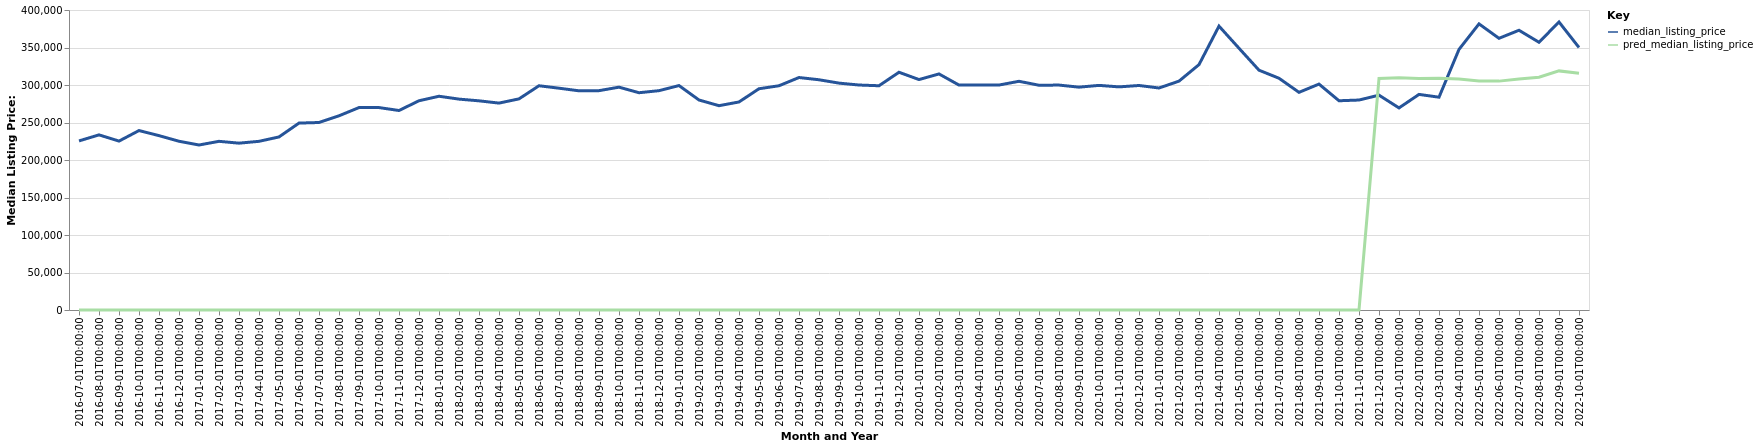 400,000
350,000
300,000
250,000
200,000
150,000
100,000
50,000
0
Median Listing Price:
2016-07-01T00:00:00
2016-08-01T00:00:00
2016-09-01T00:00:00
2016-10-01T00:00:00
2016-11-01T00:00:00
2016-12-01T00:00:00
2017-01-01T00:00:00
2017-02-01T00:00:00
2017-03-01T00:00:00
2017-04-01T00:00:00
2017-05-01T00:00:00
2017-06-01T00:00:00
2017-07-01T00:00:00
2017-08-01T00:00:00
2017-09-01T00:00:00
2017-10-01T00:00:00
2017-11-01T00:00:00
2017-12-01T00:00:00
2018-01-01T00:00:00
2018-02-01T00:00:00
2018-03-01T00:00:00
2018-04-01T00:00:00
2018-05-01T00:00:00
2018-06-01T00:00:00
2018-07-01T00:00:00
2018-08-01T00:00:00
2018-09-01T00:00:00
2018-10-01T00:00:00
2018-11-01T00:00:00
2018-12-01T00:00:00
2019-01-01T00:00:00
2019-02-01T00:00:00
2019-03-01T00:00:00
2019-04-01T00:00:00
2019-05-01T00:00:00
2019-06-01T00:00:00
2019-07-01T00:00:00
2019-08-01T00:00:00
2019-09-01T00:00:00
2019-10-01T00:00:00
2019-11-01T00:00:00
2019-12-01T00:00:00
2020-01-01T00:00:00
2020-02-01T00:00:00
2020-03-01T00:00:00
2020-04-01T00:00:00
2020-05-01T00:00:00
2020-06-01T00:00:00
2020-07-01T00:00:00
2020-08-01T00:00:00
2020-09-01T00:00:00
2020-10-01T00:00:00
2020-11-01T00:00:00
2020-12-01T00:00:00
2021-01-01T00:00:00
2021-02-01T00:00:00
2021-03-01T00:00:00
2021-04-01T00:00:00
2021-05-01T00:00:00
2021-06-01T00:00:00
2021-07-01T00:00:00
2021-08-01T00:00:00
2021-09-01T00:00:00
2021-10-01T00:00:00
2021-11-01T00:00:00
2021-12-01T00:00:00
2022-01-01T00:00:00
2022-02-01T00:00:00
2022-03-01T00:00:00
2022-04-01T00:00:00
2022-05-01T00:00:00
2022-06-01T00:00:00
2022-07-01T00:00:00
2022-08-01T00:00:00
2022-09-01T00:00:00
2022-10-01T00:00:00
Month and Year
Key
median_listing_price
pred_median_listing_price